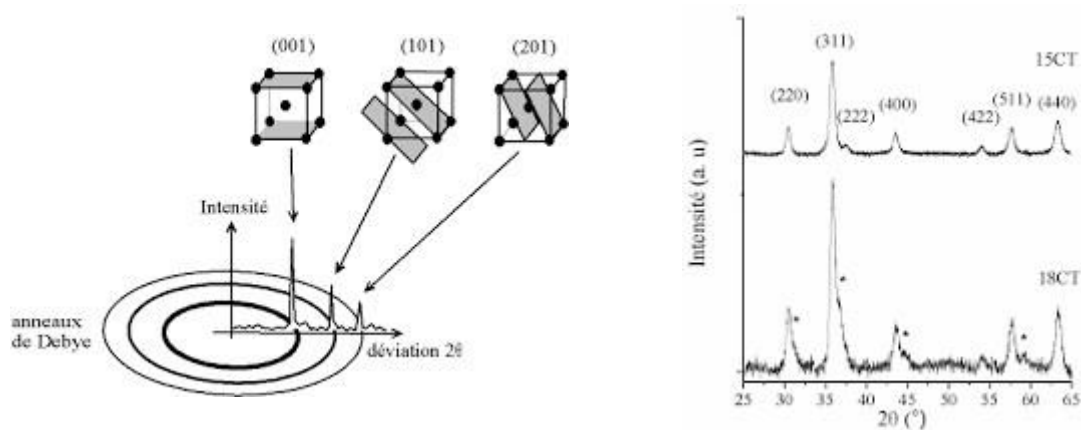 (001) (101) (201)
Intensité
anneaux
de Debye
déviation 2θ
(311)
15CT
(220) (222) (400) (422) (511) (440)
Intensité (a. u)
*
18CT
* * *
25 30 35 40 45 50 55 60 65
2θ (°)